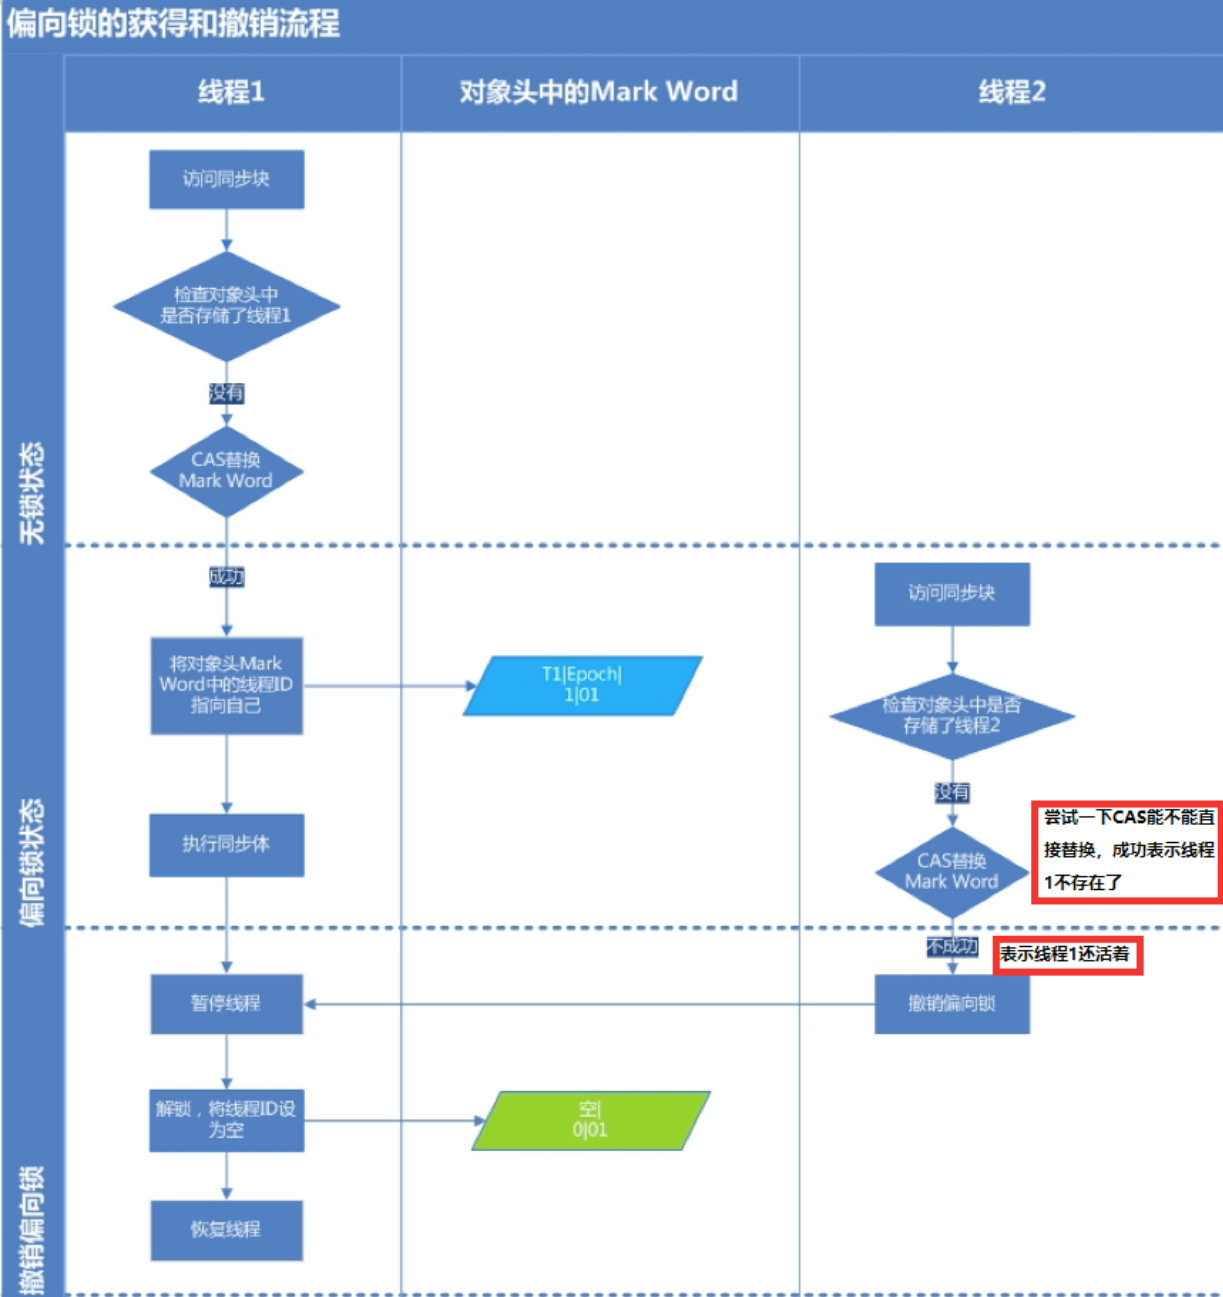 偏向锁的获得和撤销流程
线程1
对象头中的Mark Word
线程2
无锁状态
访问同步块
检查对象头中
是否存储了线程1
没有
CAS替换
Mark Word
偏向锁状态
成功
将对象头Mark
Word中的线程ID
指向自己
T1|Epoch|
1|01
执行同步体
访问同步块
检查对象头中是否
存储了线程2
没有
CAS替换
Mark Word
尝试一下CAS能不能直
接替换，成功表示线程
1不存在了
撤销偏向锁
不成功
表示线程1还活着
撤销偏向锁
暂停线程
解锁，将线程ID设
为空
空|
0|01
恢复线程